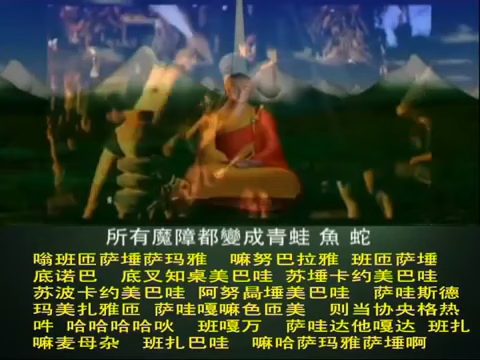 所有魔障都變成青蛙 魚 蛇
嗡班匝萨埵萨玛雅 嘛努巴拉雅 班匝萨埵
底诺巴 底叉知桌美巴哇 苏埵卡约美巴哇
苏波卡约美巴哇 阿努晸埵美巴哇 萨哇斯德
玛美扎雅匝 萨哇嘎嘛色匝美 则当协央格热
吽 哈哈哈哈吙 班嘎万 萨哇达他嘎达 班扎
嘛麦母杂 班扎巴哇 嘛哈萨玛雅萨埵啊